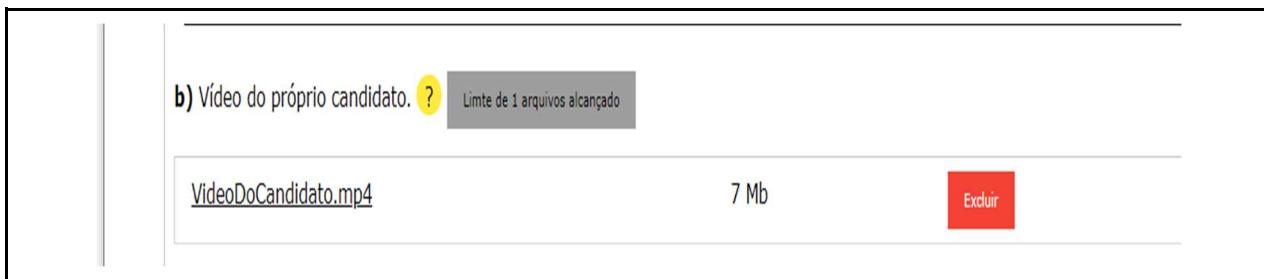 b) Vídeo do próprio candidato. ? Limte de 1 arquivos alcançado
VideoDoCandidato.mp4 7 Mb Excluir